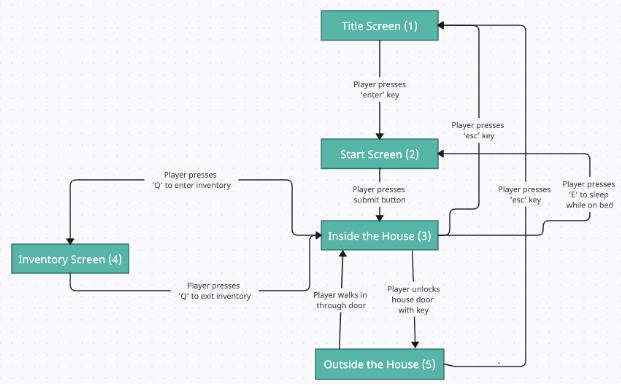 Title Screen (1)
Player presses
‘enter’ key
Player presses
‘esc’ key
Start Screen (2)
Player presses
‘Q’ to enter inventory
Player presses
submit button
Player presses
‘esc’ key
Player presses
‘E’ to sleep
while on bed
Inside the House (3)
Inventory Screen (4)
Player presses
‘Q’ to exit inventory
Player walks in
through door
Player unlocks
house door
with key
Outside the House (5)